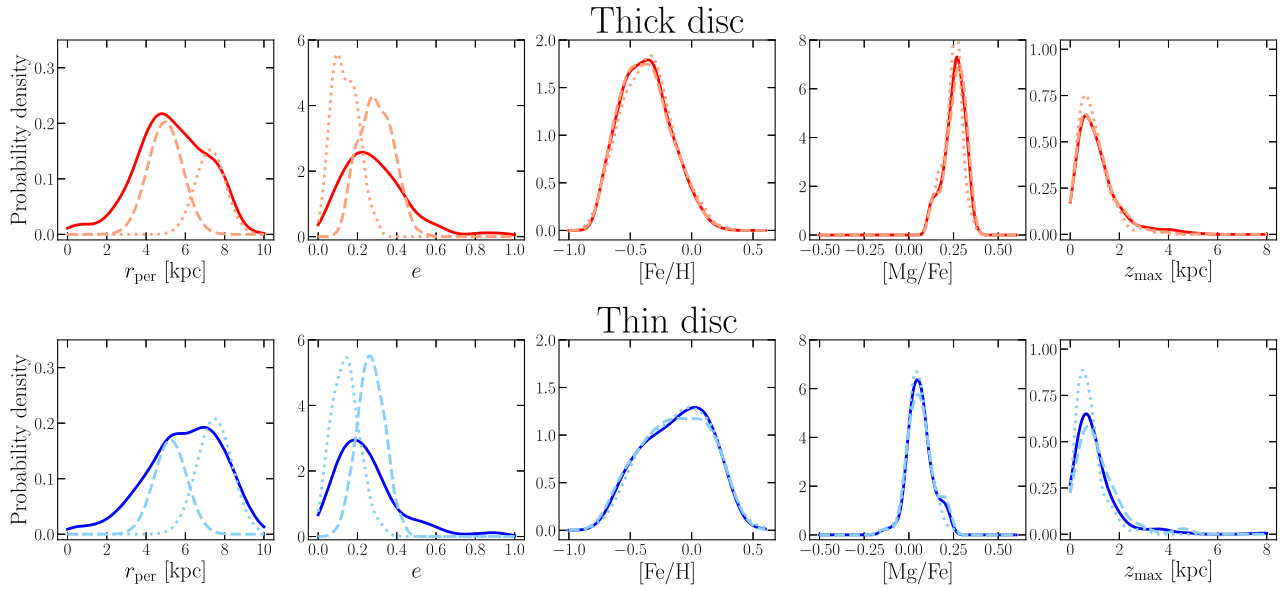 Thick disc
Probability density
0.3
0.2
0.1
0.0
0 2 4 6 8 10
r_per [kpc]
6
4
2
0
0.0 0.2 0.4 0.6 0.8 1.0
e
2.0
1.5
1.0
0.5
0.0
−1.0 −0.5 0.0 0.5
[Fe/H]
8
6
4
2
0
−0.50 −0.25 0.00 0.25 0.50
[Mg/Fe]
1.00
0.75
0.50
0.25
0.00
0 2 4 6 8
z_max [kpc]
Thin disc
Probability density
0.3
0.2
0.1
0.0
0 2 4 6 8 10
r_per [kpc]
6
4
2
0
0.0 0.2 0.4 0.6 0.8 1.0
e
2.0
1.5
1.0
0.5
0.0
−1.0 −0.5 0.0 0.5
[Fe/H]
8
6
4
2
0
−0.50 −0.25 0.00 0.25 0.50
[Mg/Fe]
1.00
0.75
0.50
0.25
0.00
0 2 4 6 8
z_max [kpc]